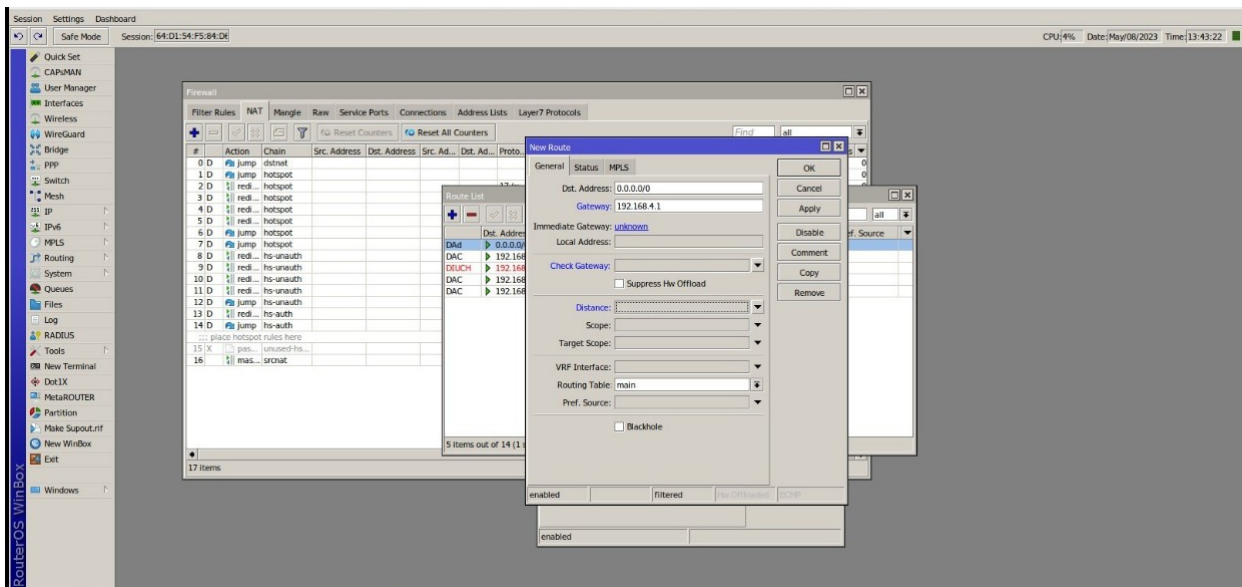 Session Settings Dashboard
Safe Mode Session: 64:D1:54:F5:84:DE CPU:4% Date:May/08/2023 Time:13:43:22
Quick Set
CAPsMAN
User Manager
Interfaces
Wireless
WireGuard
Bridge
PPP
Switch
Mesh
IP
IPv6
MPLS
Routing
System
Queues
Files
Log
RADIUS
Tools
New Terminal
Dot1X
MetaROUTER
Partition
Make Supout.rif
New WinBox
Exit
Windows
RouterOS WinBox
Firewall
Filter Rules NAT Mangle Raw Service Ports Connections Address Lists Layer7 Protocols
Reset Counters Reset All Counters Find all
# Action Chain Src. Address Dst. Address Src. Ad... Dst. Ad... Proto...
0 D jump dstnat
1 D jump hotspot
2 D redi... hotspot
3 D redi... hotspot
4 D redi... hotspot
5 D redi... hotspot
6 D jump hotspot
7 D jump hotspot
8 D redi... hs-unauth
9 D redi... hs-unauth
10 D redi... hs-unauth
11 D redi... hs-unauth
12 D jump hs-unauth
13 D redi... hs-auth
14 D jump hs-auth
::: place hotspot rules here
15 X pas... unused-hs...
16 mas... srcnat
17 items
Route List
all
Dst. Addres
ef. Source
DAd 0.0.0.0/
DAC 192.168
DIUCH 192.168
DAC 192.168
DAC 192.168
5 items out of 14 (1 s
New Route
General Status MPLS
Dst. Address: 0.0.0.0/0
Gateway: 192.168.4.1
Immediate Gateway: unknown
Local Address:
Check Gateway:
Suppress Hw Offload
Distance:
Scope:
Target Scope:
VRF Interface:
Routing Table: main
Pref. Source:
Blackhole
OK
Cancel
Apply
Disable
Comment
Copy
Remove
enabled filtered Hw. Offloaded ECMP
enabled